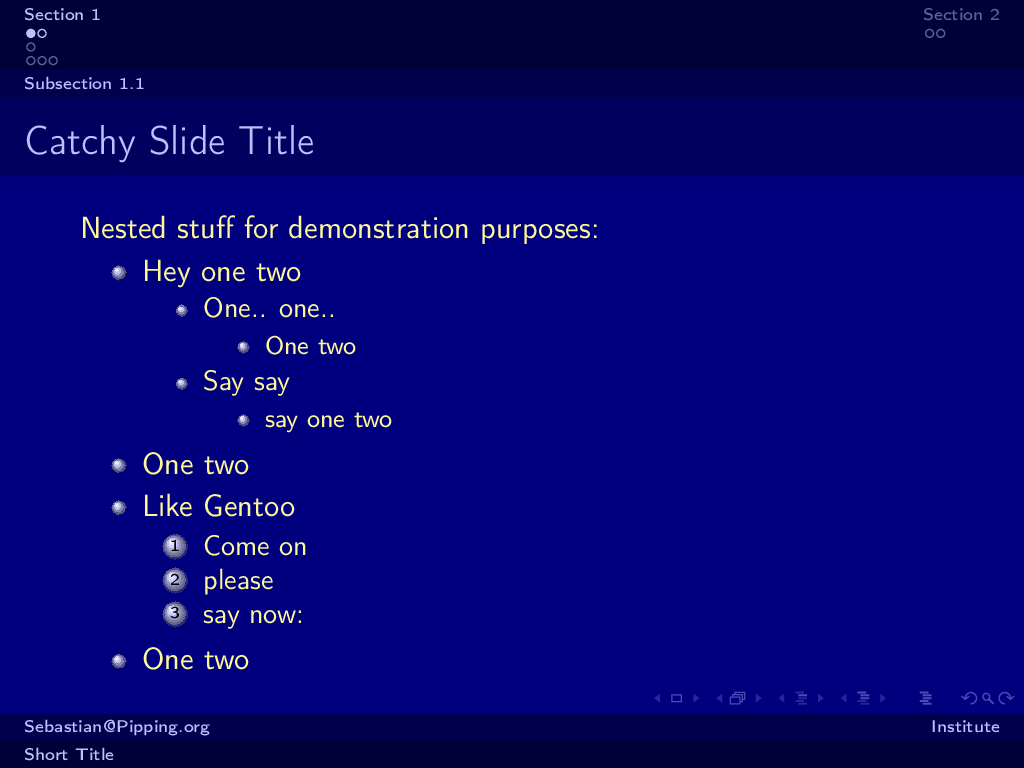 Section 1
Section 2
Subsection 1.1
Catchy Slide Title
Nested stuff for demonstration purposes:
Hey one two
One.. one..
One two
Say say
say one two
One two
Like Gentoo
1 Come on
2 please
3 say now:
One two
Sebastian@Pipping.org
Institute
Short Title